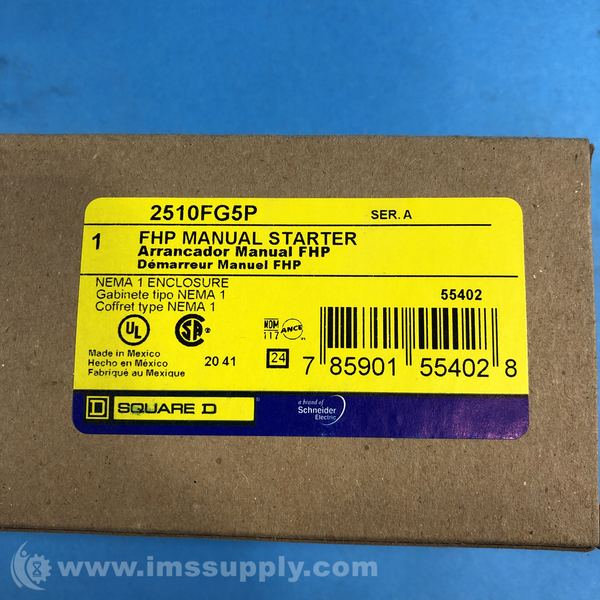 2510FG5P SER. A
1 FHP MANUAL STARTER
Arrancador Manual FHP
Démarreur Manuel FHP
NEMA 1 ENCLOSURE
Gabinete tipo NEMA 1
Coffret type NEMA 1
55402
UL
SA
NOM
117
ANCE
Made in Mexico
Hecho en México
Fabriqué au Mexique
20 41
24
7 85901 55402 8
D SQUARE D
a brand of
Schneider
Electric
www.imssupply.com